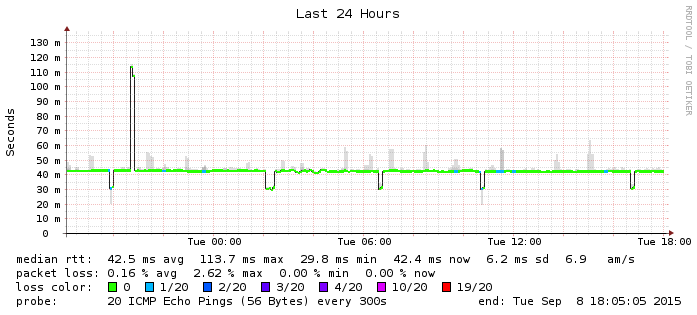 Last 24 Hours
RRDTOOL / TOBI OETIKER
Seconds
130 m
120 m
110 m
100 m
90 m
80 m
70 m
60 m
50 m
40 m
30 m
20 m
10 m
0
Tue 00:00 Tue 06:00 Tue 12:00 Tue 18:00
median rtt: 42.5 ms avg 113.7 ms max 29.8 ms min 42.4 ms now 6.2 ms sd 6.9 am/s
packet loss: 0.16 % avg 2.62 % max 0.00 % min 0.00 % now
loss color: 0 1/20 2/20 3/20 4/20 10/20 19/20
probe: 20 ICMP Echo Pings (56 Bytes) every 300s end: Tue Sep 8 18:05:05 2015